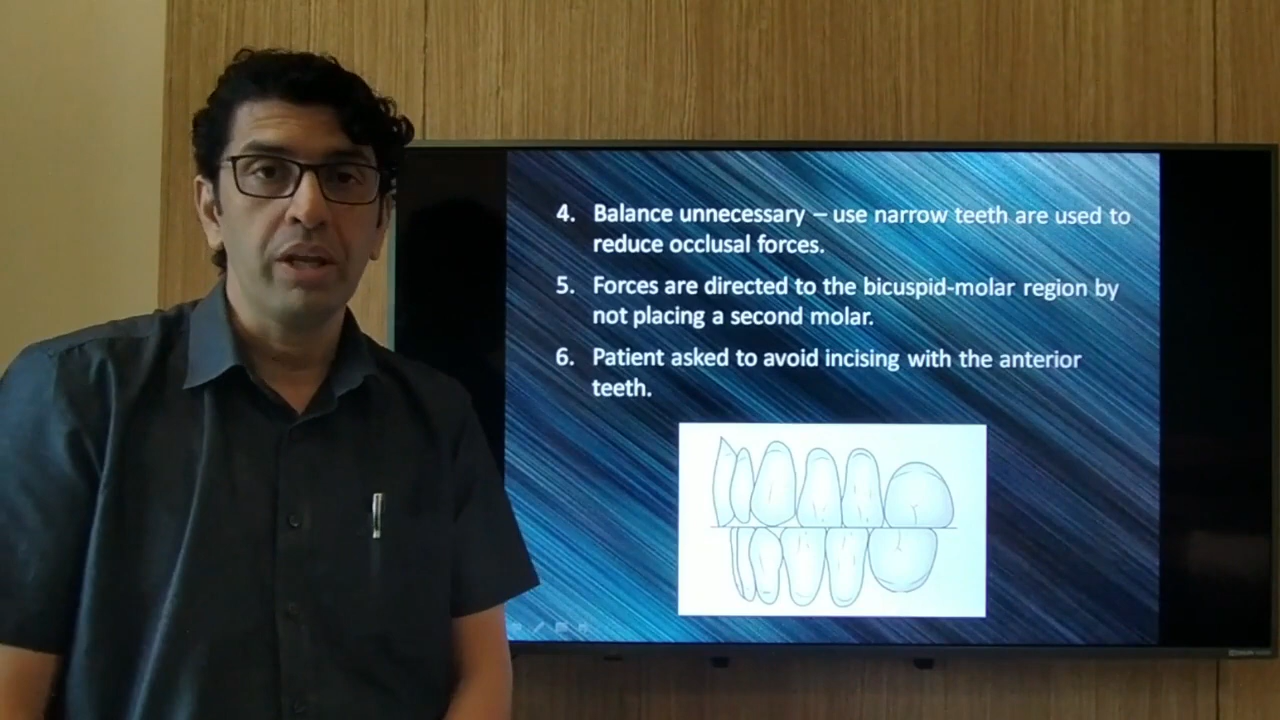 4. Balance unnecessary – use narrow teeth are used to
reduce occlusal forces.
5. Forces are directed to the bicuspid-molar region by
not placing a second molar.
6. Patient asked to avoid incising with the anterior
teeth.